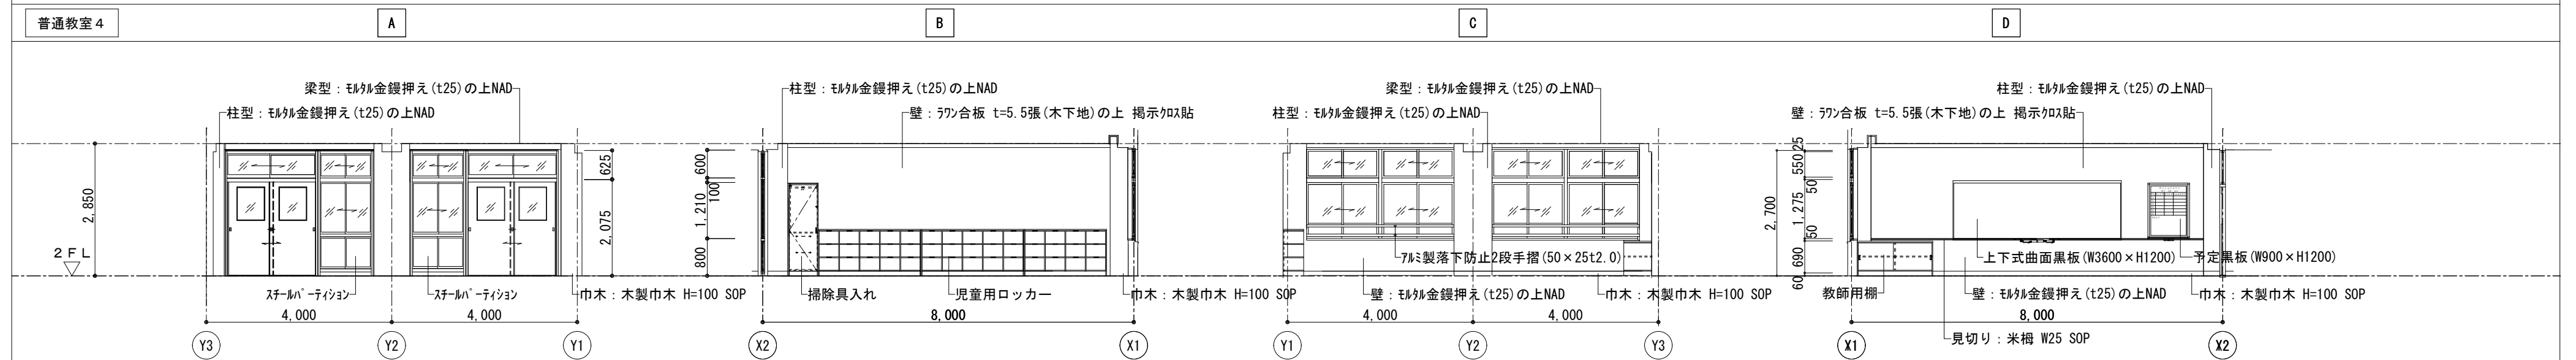 普通教室４
A
B
C
D
梁型：ﾓﾙﾀﾙ金鏝押え(t25)の上NAD
柱型：ﾓﾙﾀﾙ金鏝押え(t25)の上NAD
2,850
２ＦＬ
625
2,075
ｽﾁｰﾙﾊﾟｰﾃｨｼｮﾝ
ｽﾁｰﾙﾊﾟｰﾃｨｼｮﾝ
巾木：木製巾木 H=100 SOP
4,000
4,000
Y3
Y2
Y1
柱型：ﾓﾙﾀﾙ金鏝押え(t25)の上NAD
壁：ﾗﾜﾝ合板 t=5.5張(木下地)の上 掲示ｸﾛｽ貼
600
100
1,210
800
掃除具入れ
児童用ロッカー
巾木：木製巾木 H=100 SOP
8,000
X2
X1
梁型：ﾓﾙﾀﾙ金鏝押え(t25)の上NAD
柱型：ﾓﾙﾀﾙ金鏝押え(t25)の上NAD
ｱﾙﾐ製落下防止2段手摺(50×25t2.0)
壁：ﾓﾙﾀﾙ金鏝押え(t25)の上NAD
巾木：木製巾木 H=100 SOP
4,000
4,000
Y1
Y2
Y3
柱型：ﾓﾙﾀﾙ金鏝押え(t25)の上NAD
壁：ﾗﾜﾝ合板 t=5.5張(木下地)の上 掲示ｸﾛｽ貼
2,700
25
550
50
1,275
50
690
60
上下式曲面黒板(W3600×H1200)
予定黒板(W900×H1200)
教師用棚
壁：ﾓﾙﾀﾙ金鏝押え(t25)の上NAD
巾木：木製巾木 H=100 SOP
8,000
見切り：米栂 W25 SOP
X1
X2